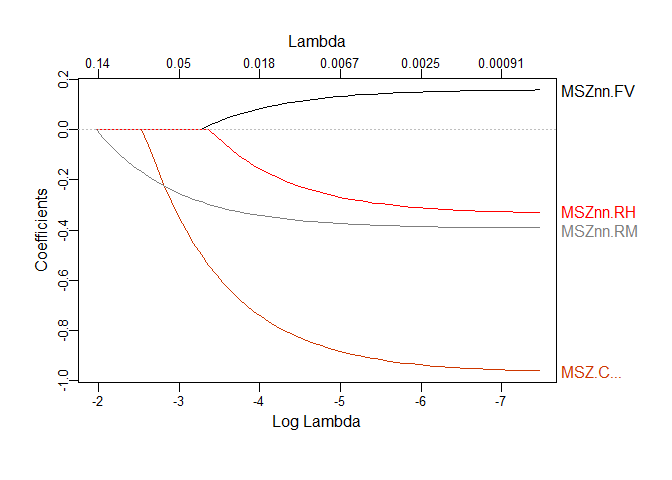 Lambda
0.14 0.05 0.018 0.0067 0.0025 0.00091
Coefficients
0.2
0.0
-0.2
-0.4
-0.6
-0.8
-1.0
MSZnn.FV
MSZnn.RH
MSZnn.RM
MSZ.C...
-2 -3 -4 -5 -6 -7
Log Lambda